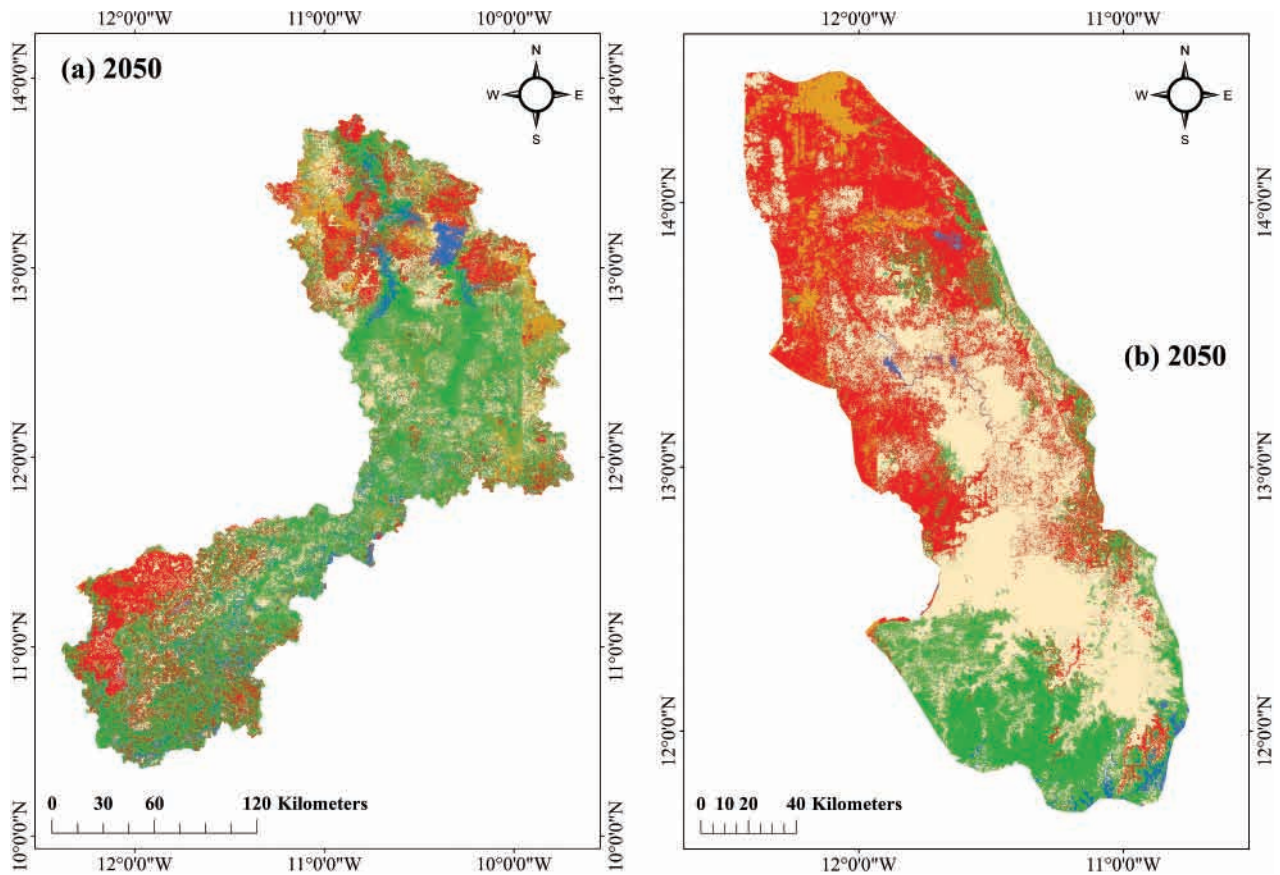 12°0'0"W 11°0'0"W 10°0'0"W
(a) 2050
N
W E
S
14°0'0"N 14°0'0"N
13°0'0"N 13°0'0"N
12°0'0"N 12°0'0"N
11°0'0"N 11°0'0"N
10°0'0"N 10°0'0"N
0 30 60 120 Kilometers
12°0'0"W 11°0'0"W 10°0'0"W
12°0'0"W 11°0'0"W
N
W E
S
14°0'0"N 14°0'0"N
(b) 2050
13°0'0"N 13°0'0"N
12°0'0"N 12°0'0"N
0 10 20 40 Kilometers
12°0'0"W 11°0'0"W